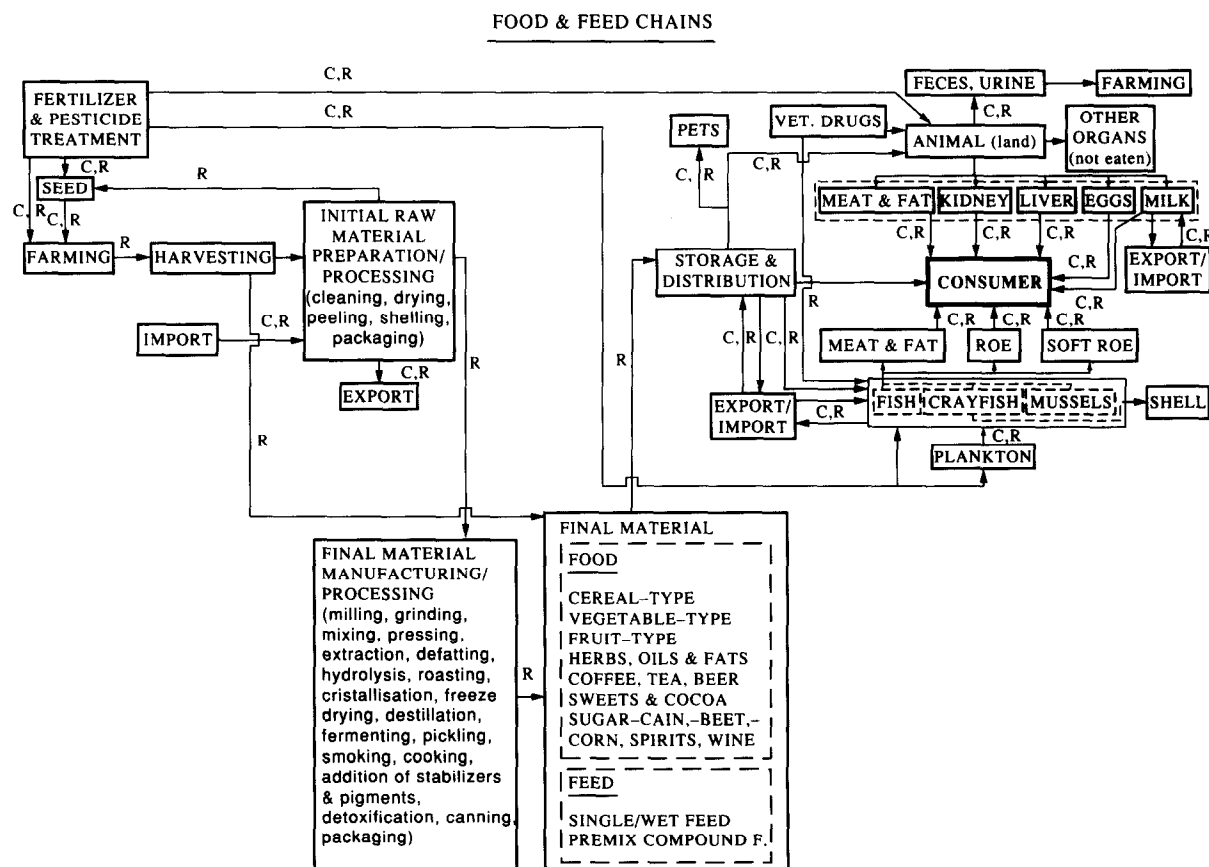 FOOD & FEED CHAINS
FERTILIZER
& PESTICIDE
TREATMENT
C,R
C,R
C,R
SEED
C, R
C,R
R
FARMING
R
HARVESTING
INITIAL RAW
MATERIAL
PREPARATION/
PROCESSING
(cleaning, drying,
peeling, shelling,
packaging)
IMPORT
C,R
C,R
EXPORT
R
R
FINAL MATERIAL
MANUFACTURING/
PROCESSING
(milling, grinding,
mixing, pressing,
extraction, defatting,
hydrolysis, roasting,
cristallisation, freeze
drying, destillation,
fermenting, pickling,
smoking, cooking,
addition of stabilizers
& pigments,
detoxification, canning,
packaging)
R
FINAL MATERIAL
FOOD
CEREAL-TYPE
VEGETABLE-TYPE
FRUIT-TYPE
HERBS, OILS & FATS
COFFEE, TEA, BEER
SWEETS & COCOA
SUGAR-CAIN,-BEET,-
CORN, SPIRITS, WINE
FEED
SINGLE/WET FEED
PREMIX COMPOUND F.
R
STORAGE &
DISTRIBUTION
C, R
PETS
C,R
VET. DRUGS
R
FECES, URINE
FARMING
C,R
ANIMAL (land)
OTHER
ORGANS
(not eaten)
MEAT & FAT
KIDNEY
LIVER
EGGS
MILK
C,R
C,R
C,R
C,R
C,R
C,R
EXPORT/
IMPORT
CONSUMER
C,R
C,R
C,R
MEAT & FAT
ROE
SOFT ROE
C, R
C, R
EXPORT/
IMPORT
C,R
FISH
CRAYFISH
MUSSELS
SHELL
C,R
PLANKTON